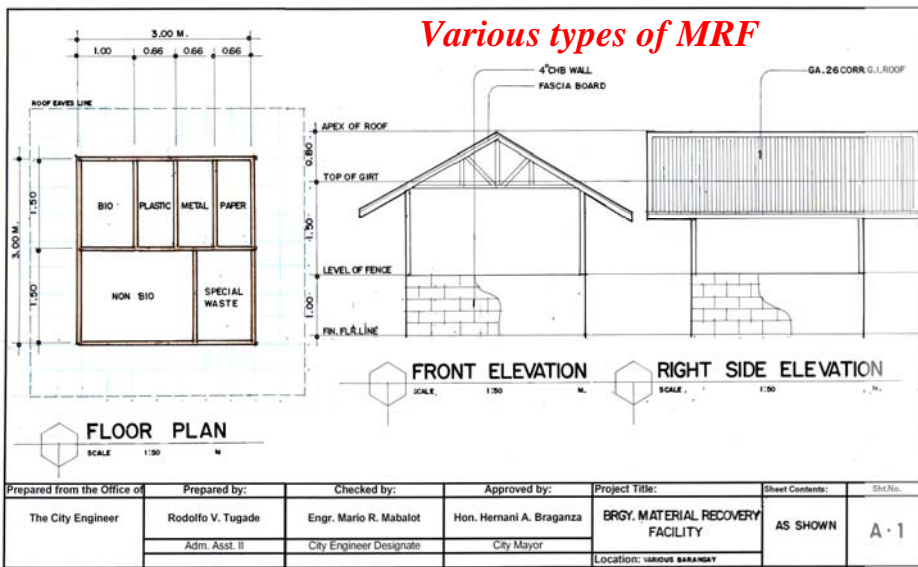 Various types of MRF
3.00 M.
1.00 0.66 0.66 0.66
ROOF EAVES LINE
3.00 M.
1.50
1.50
BIO PLASTIC METAL PAPER
NON BIO
SPECIAL
WASTE
FLOOR PLAN
SCALE 1:50 M
4"CHB WALL
FASCIA BOARD
GA. 26 CORR. G.I. ROOF
APEX OF ROOF
0.80
TOP OF GIRT
1.50
LEVEL OF FENCE
1.00
FIN. FLR. LINE
1
FRONT ELEVATION
SCALE 1:50 M.
RIGHT SIDE ELEVATION
SCALE 1:50 M.
Prepared from the Office of
The City Engineer
Prepared by:
Rodolfo V. Tugade
Adm. Asst. II
Checked by:
Engr. Mario R. Mabalot
City Engineer Designate
Approved by:
Hon. Hernani A. Braganza
City Mayor
Project Title:
BRGY. MATERIAL RECOVERY
FACILITY
Location: VARIOUS BARANGAY
Sheet Contents:
AS SHOWN
Sht.No.
A-1